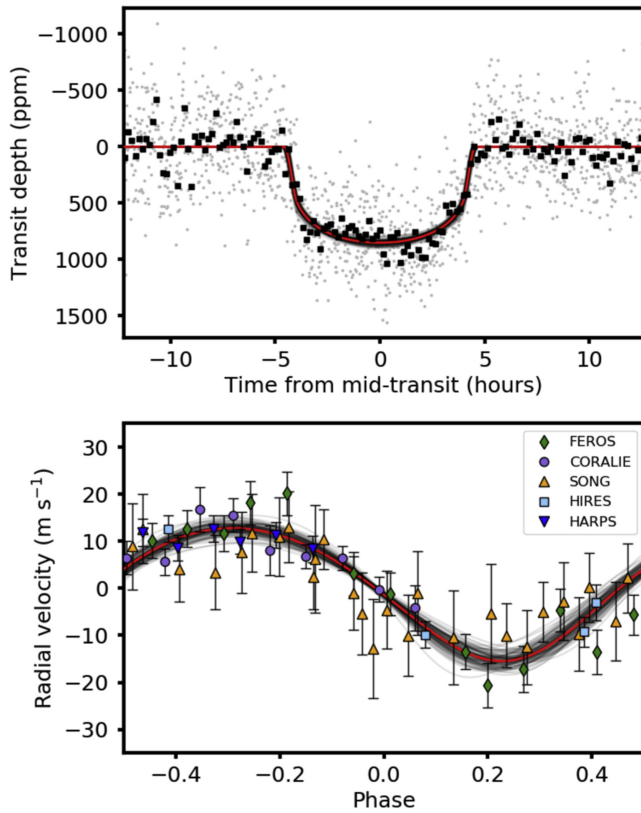 −1000
−500
0
500
1000
1500
Transit depth (ppm)
−10 −5 0 5 10
Time from mid-transit (hours)
30
20
10
0
−10
−20
−30
Radial velocity (m s⁻¹)
FEROS
CORALIE
SONG
HIRES
HARPS
−0.4 −0.2 0.0 0.2 0.4
Phase